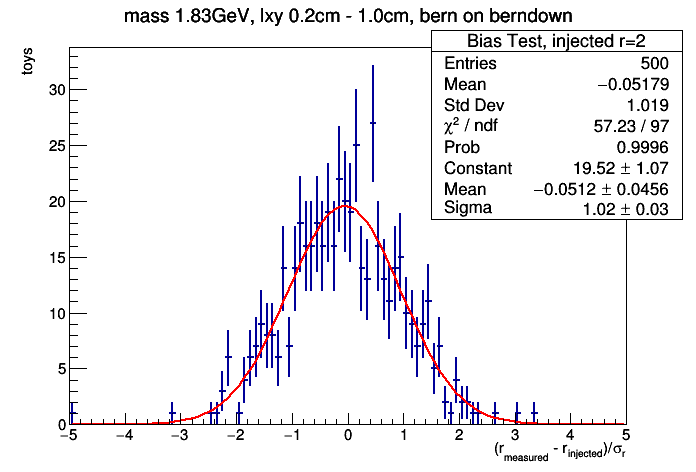 mass 1.83GeV, lxy 0.2cm - 1.0cm, bern on berndown
Bias Test, injected r=2
Entries 500
Mean −0.05179
Std Dev 1.019
χ² / ndf 57.23 / 97
Prob 0.9996
Constant 19.52 ± 1.07
Mean −0.0512 ± 0.0456
Sigma 1.02 ± 0.03
toys
30
25
20
15
10
5
0
−5 −4 −3 −2 −1 0 1 2 3 4 5
(r_measured - r_injected)/σ_r